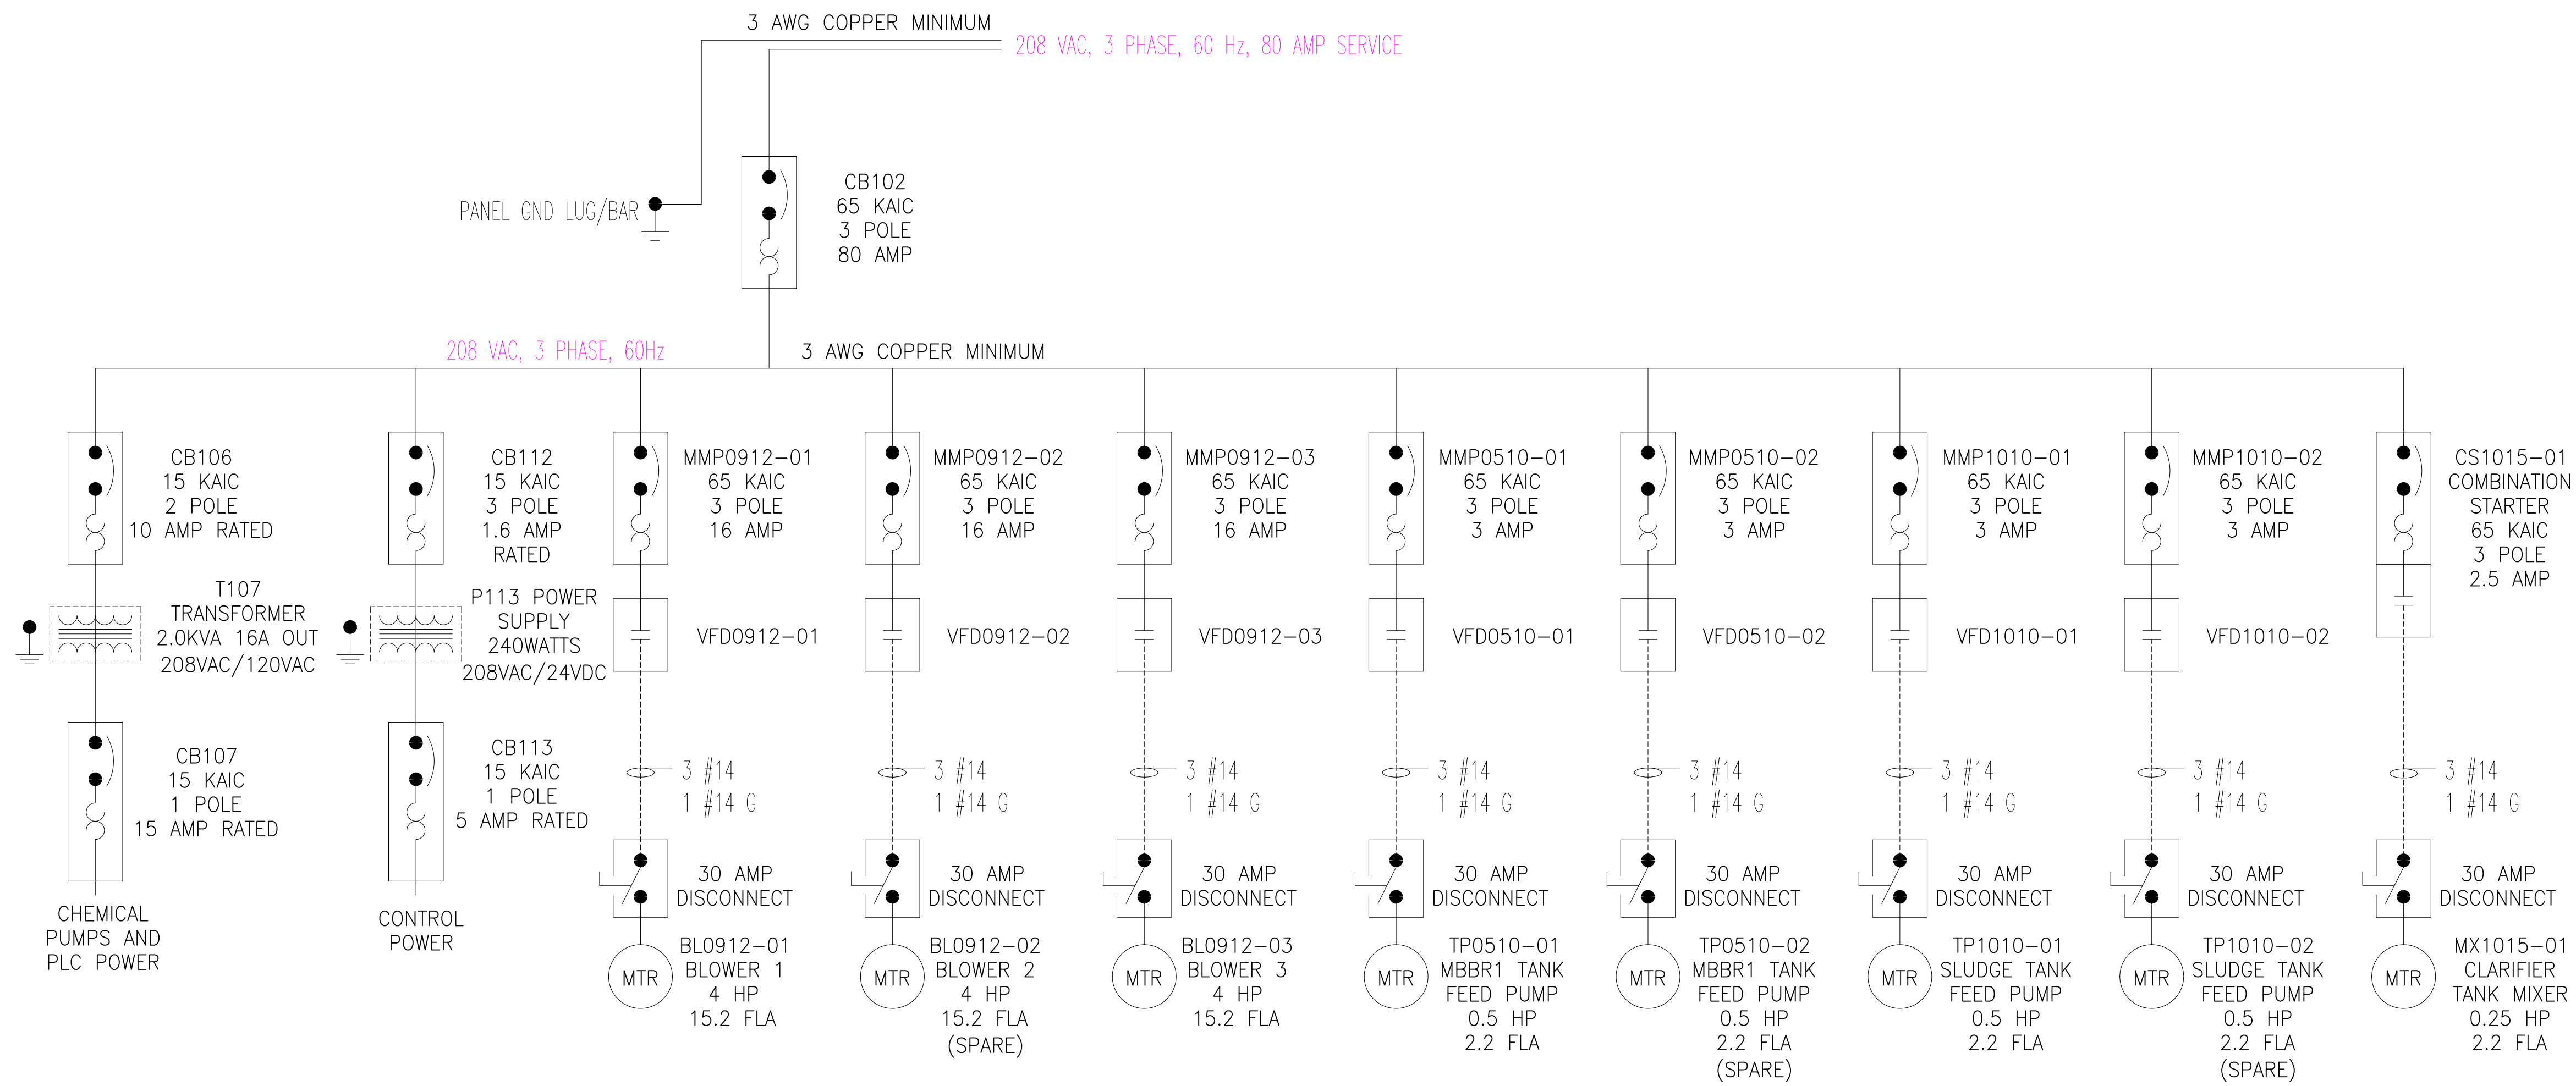 3 AWG COPPER MINIMUM
208 VAC, 3 PHASE, 60 Hz, 80 AMP SERVICE
PANEL GND LUG/BAR
CB102
65 KAIC
3 POLE
80 AMP
208 VAC, 3 PHASE, 60Hz
3 AWG COPPER MINIMUM
CB106
15 KAIC
2 POLE
10 AMP RATED
T107
TRANSFORMER
2.0KVA 16A OUT
208VAC/120VAC
CB107
15 KAIC
1 POLE
15 AMP RATED
CHEMICAL
PUMPS AND
PLC POWER
CB112
15 KAIC
3 POLE
1.6 AMP
RATED
P113 POWER
SUPPLY
240WATTS
208VAC/24VDC
CB113
15 KAIC
1 POLE
5 AMP RATED
CONTROL
POWER
MMP0912-01
65 KAIC
3 POLE
16 AMP
VFD0912-01
3 #14
1 #14 G
30 AMP
DISCONNECT
MTR
BL0912-01
BLOWER 1
4 HP
15.2 FLA
MMP0912-02
65 KAIC
3 POLE
16 AMP
VFD0912-02
3 #14
1 #14 G
30 AMP
DISCONNECT
MTR
BL0912-02
BLOWER 2
4 HP
15.2 FLA
(SPARE)
MMP0912-03
65 KAIC
3 POLE
16 AMP
VFD0912-03
3 #14
1 #14 G
30 AMP
DISCONNECT
MTR
BL0912-03
BLOWER 3
4 HP
15.2 FLA
MMP0510-01
65 KAIC
3 POLE
3 AMP
VFD0510-01
3 #14
1 #14 G
30 AMP
DISCONNECT
MTR
TP0510-01
MBBR1 TANK
FEED PUMP
0.5 HP
2.2 FLA
MMP0510-02
65 KAIC
3 POLE
3 AMP
VFD0510-02
3 #14
1 #14 G
30 AMP
DISCONNECT
MTR
TP0510-02
MBBR1 TANK
FEED PUMP
0.5 HP
2.2 FLA
(SPARE)
MMP1010-01
65 KAIC
3 POLE
3 AMP
VFD1010-01
3 #14
1 #14 G
30 AMP
DISCONNECT
MTR
TP1010-01
SLUDGE TANK
FEED PUMP
0.5 HP
2.2 FLA
MMP1010-02
65 KAIC
3 POLE
3 AMP
VFD1010-02
3 #14
1 #14 G
30 AMP
DISCONNECT
MTR
TP1010-02
SLUDGE TANK
FEED PUMP
0.5 HP
2.2 FLA
(SPARE)
CS1015-01
COMBINATION
STARTER
65 KAIC
3 POLE
2.5 AMP
3 #14
1 #14 G
30 AMP
DISCONNECT
MTR
MX1015-01
CLARIFIER
TANK MIXER
0.25 HP
2.2 FLA